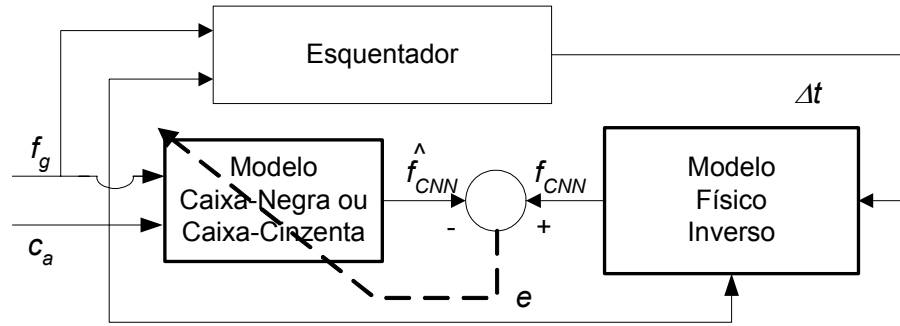 Esquentador
Δt
f_g
Modelo
Caixa-Negra ou
Caixa-Cinzenta
f̂_CNN
f_CNN
Modelo
Físico
Inverso
-
+
c_a
e